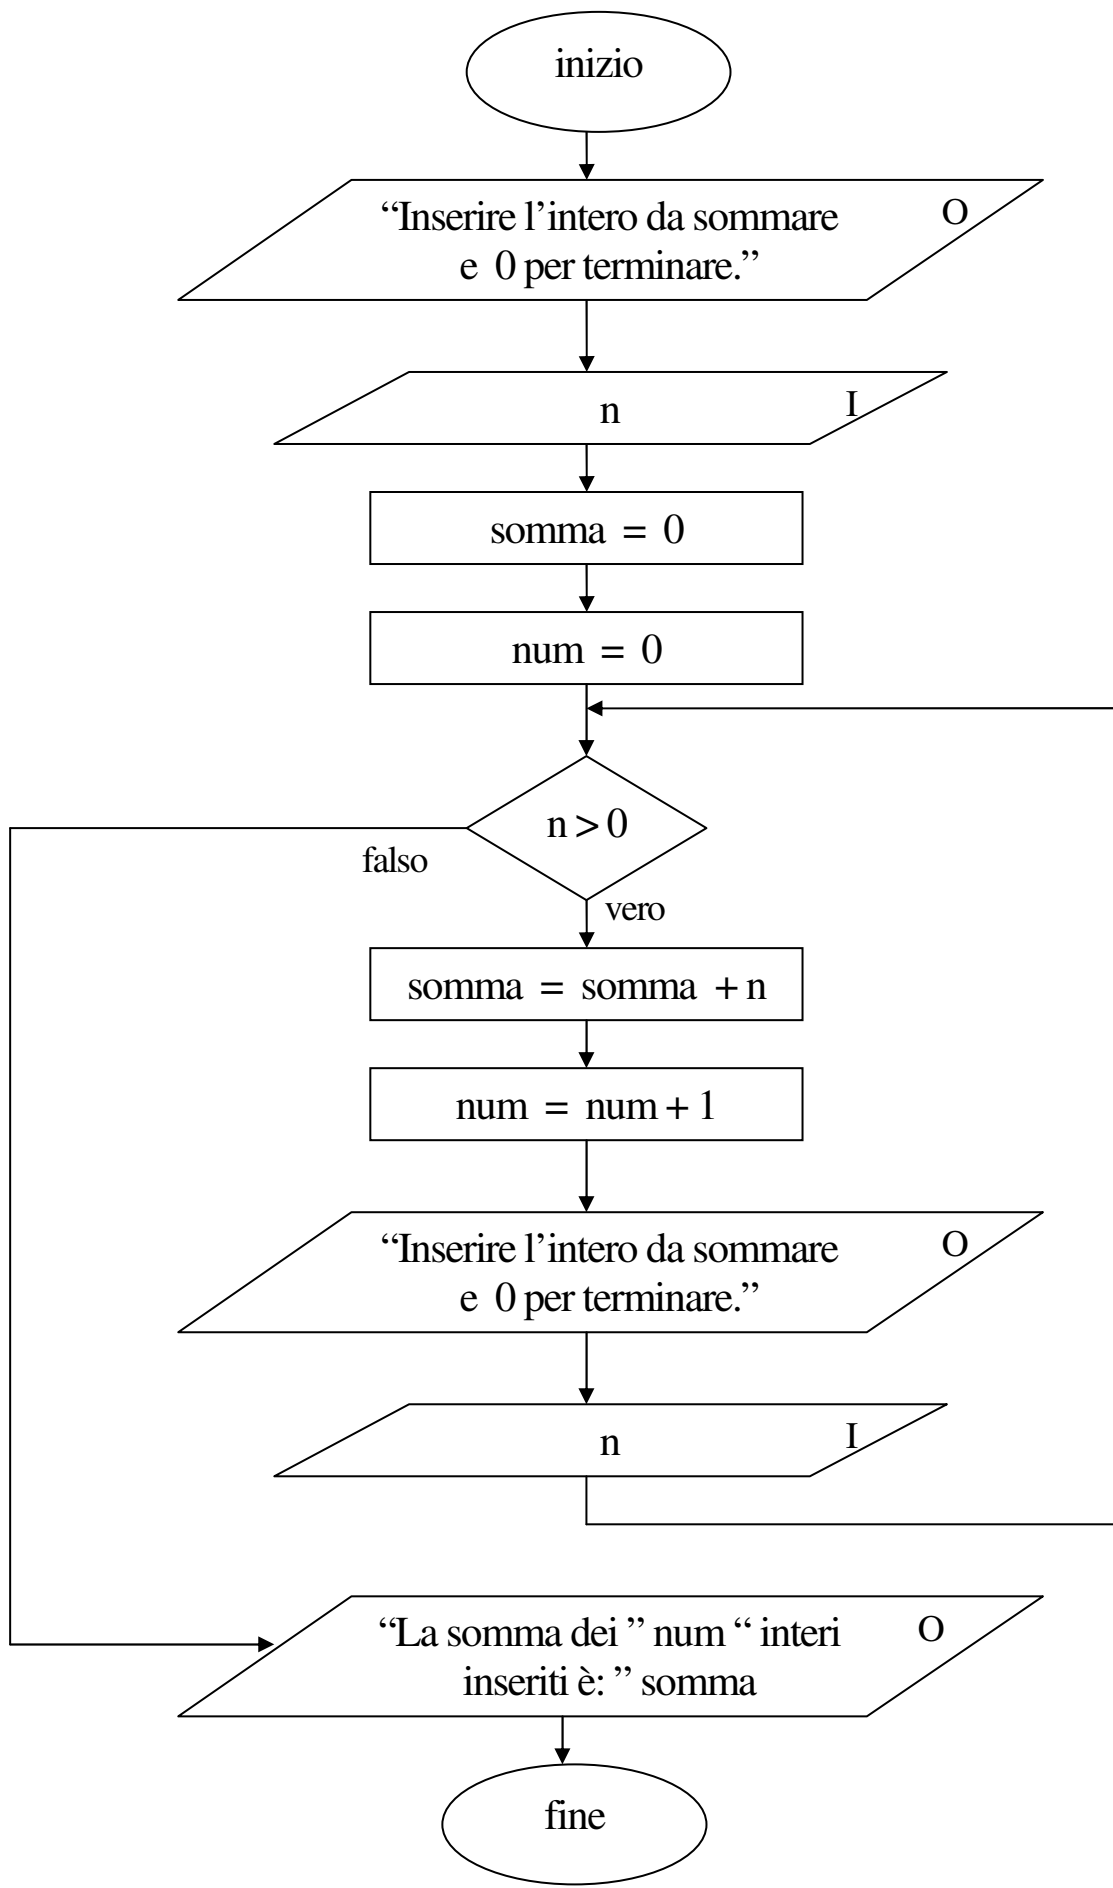 inizio
“Inserire l’intero da sommare O
e 0 per terminare.”
n I
somma = 0
num = 0
n > 0
falso
vero
somma = somma + n
num = num + 1
“Inserire l’intero da sommare O
e 0 per terminare.”
n I
“La somma dei ” num “ interi O
inseriti è: ” somma
fine